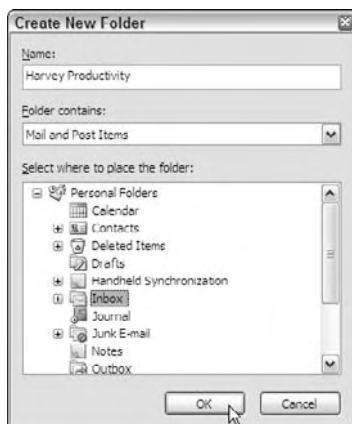 Create New Folder
Name:
Harvey Productivity
Folder contains:
Mail and Post Items
Select where to place the folder:
Personal Folders
Calendar
Contacts
Deleted Items
Drafts
Handheld Synchronization
Inbox
Journal
Junk E-mail
Notes
Outbox
OK Cancel